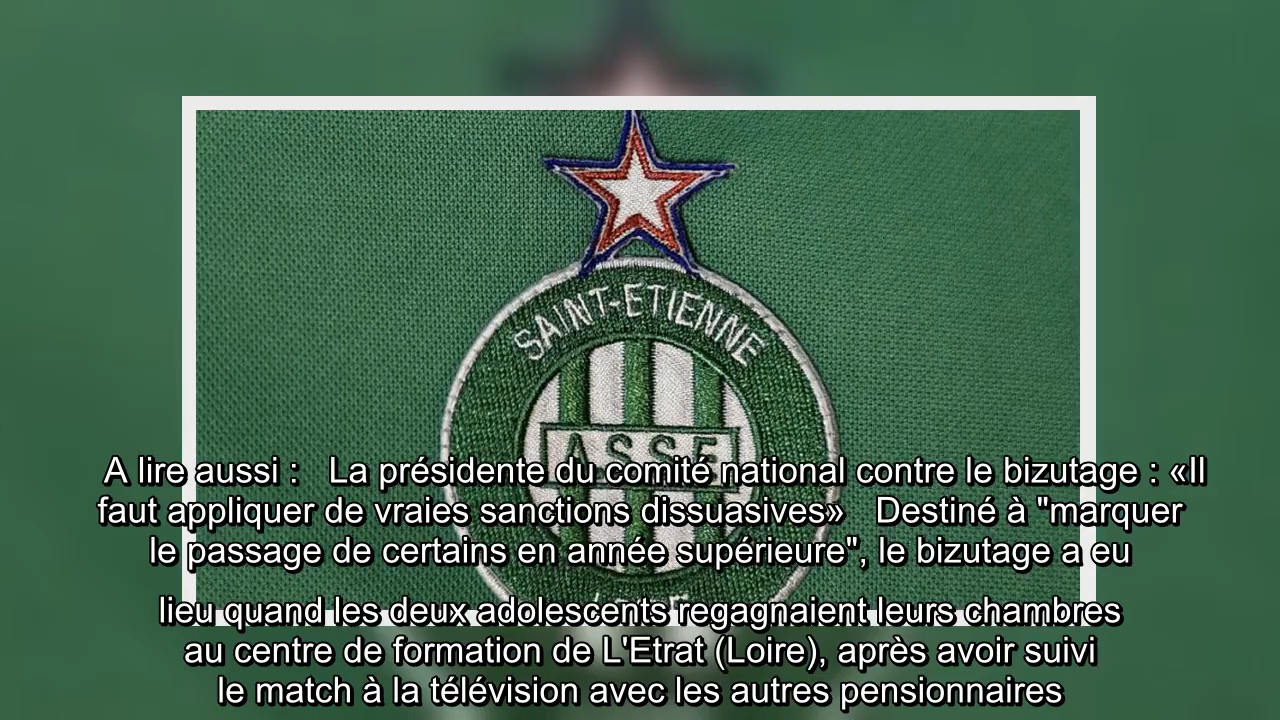 SAINT-ETIENNE
ASSE
A lire aussi : La présidente du comité national contre le bizutage : «Il
faut appliquer de vraies sanctions dissuasives» Destiné à "marquer
le passage de certains en année supérieure", le bizutage a eu
lieu quand les deux adolescents regagnaient leurs chambres
au centre de formation de L'Etrat (Loire), après avoir suivi
le match à la télévision avec les autres pensionnaires